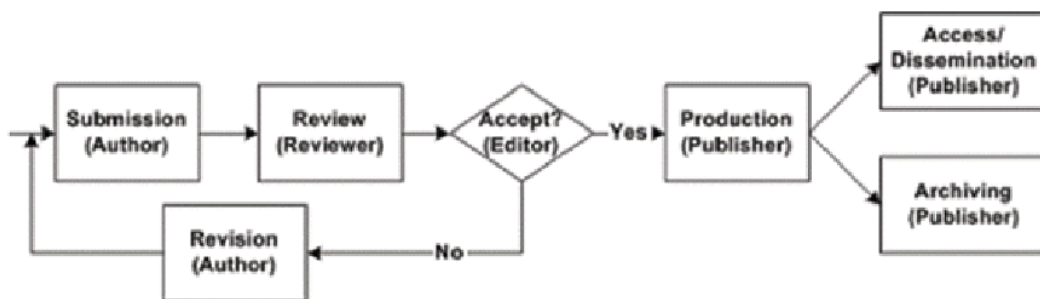 Submission
(Author)
Review
(Reviewer)
Accept?
(Editor)
Yes
Production
(Publisher)
Access/
Dissemination
(Publisher)
Archiving
(Publisher)
No
Revision
(Author)